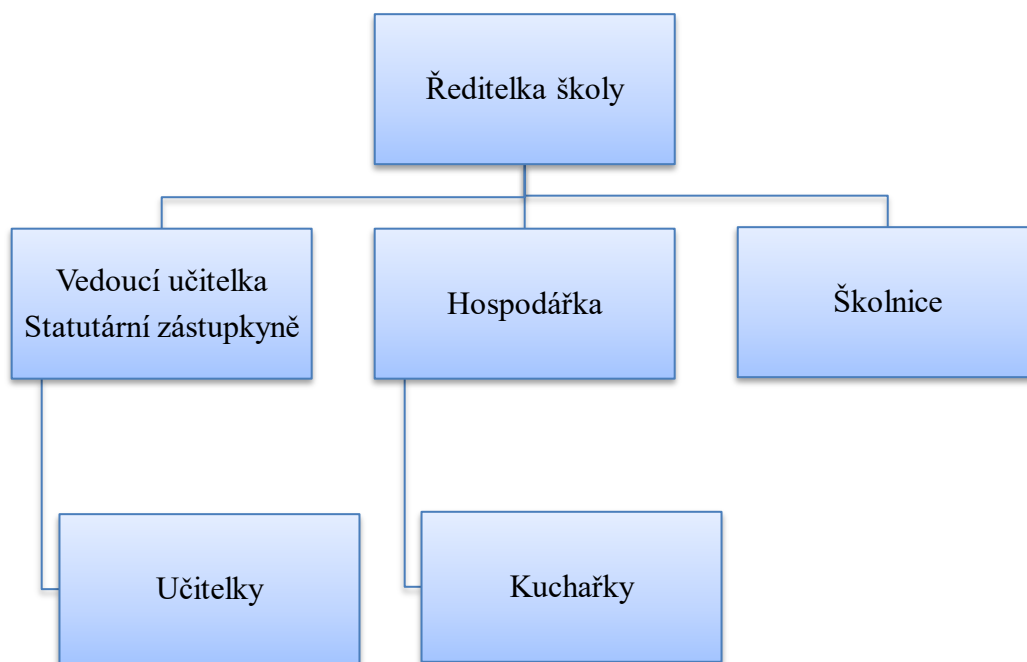 Ředitelka školy
Vedoucí učitelka
Statutární zástupkyně
Hospodářka
Školnice
Učitelky
Kuchařky